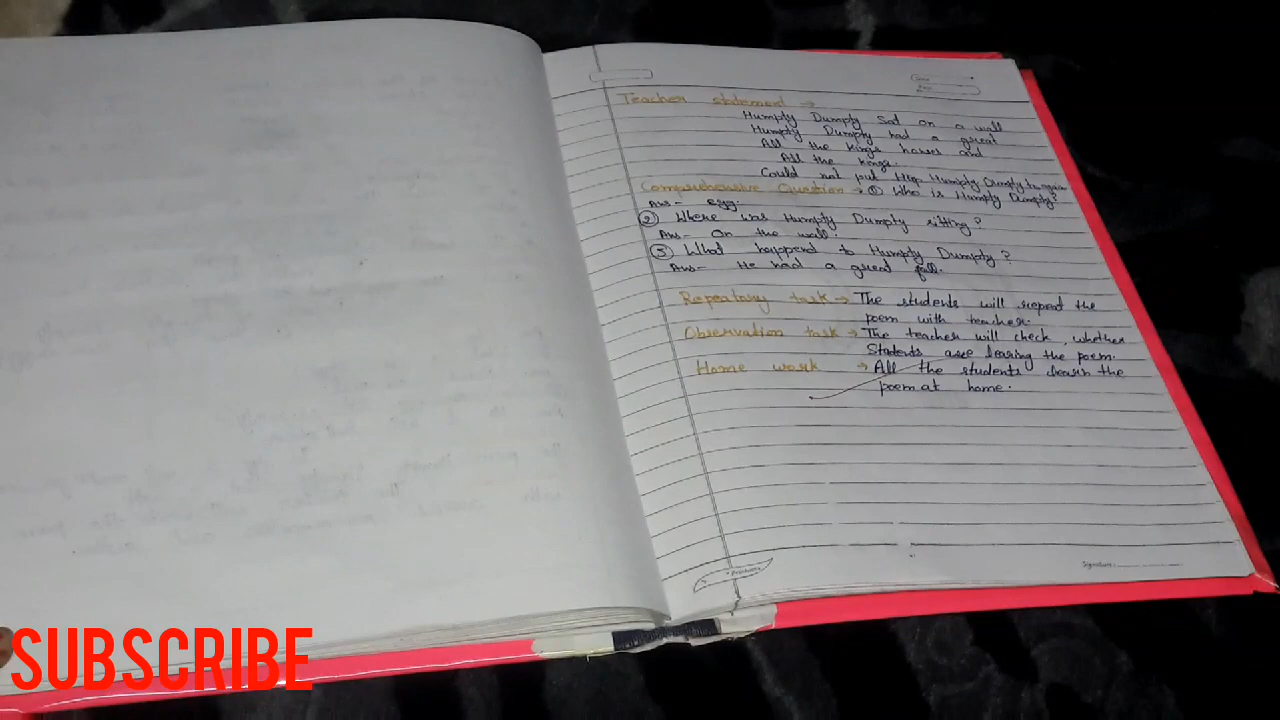 Teacher statement →
Humpty Dumpty Sat on a wall
Humpty Dumpty had a great
All the kings horses and
All the kings.
Could not put Hmp Humpty Dumpty to again
Comprehensive Question → ① Who is Humpty Dumpty?
Ans- egg.
② Where was Humpty Dumpty sitting?
Ans- On the wall.
③ What happend to Humpty Dumpty?
Ans- He had a great fall.
Repeatory task → The students will repeat the
poem with teacher.
Observation task → The teacher will check, whether
Students are learing the poem.
Home work → All the students learn the
poem at home.
Signature
SUBSCRIBE